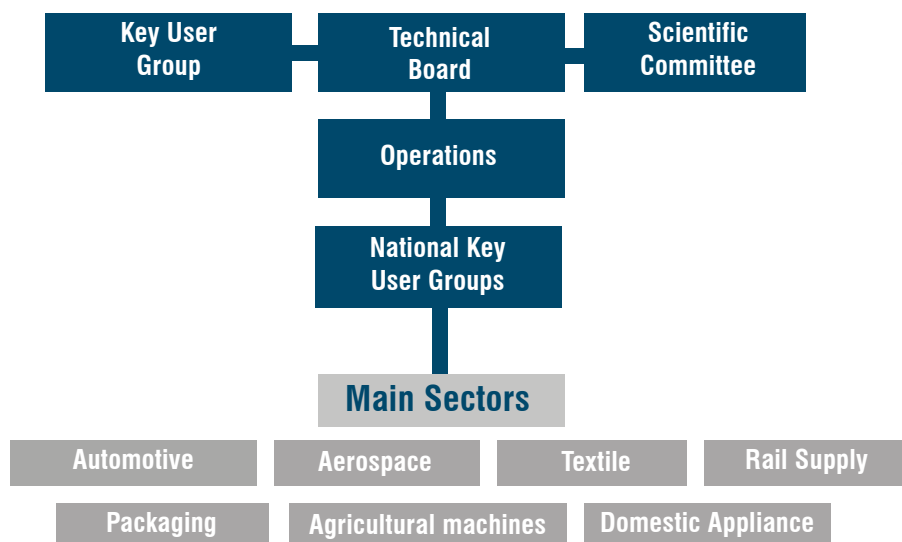 Key User
Group
Technical
Board
Scientific
Committee
Operations
National Key
User Groups
Main Sectors
Automotive
Aerospace
Textile
Rail Supply
Packaging
Agricultural machines
Domestic Appliance